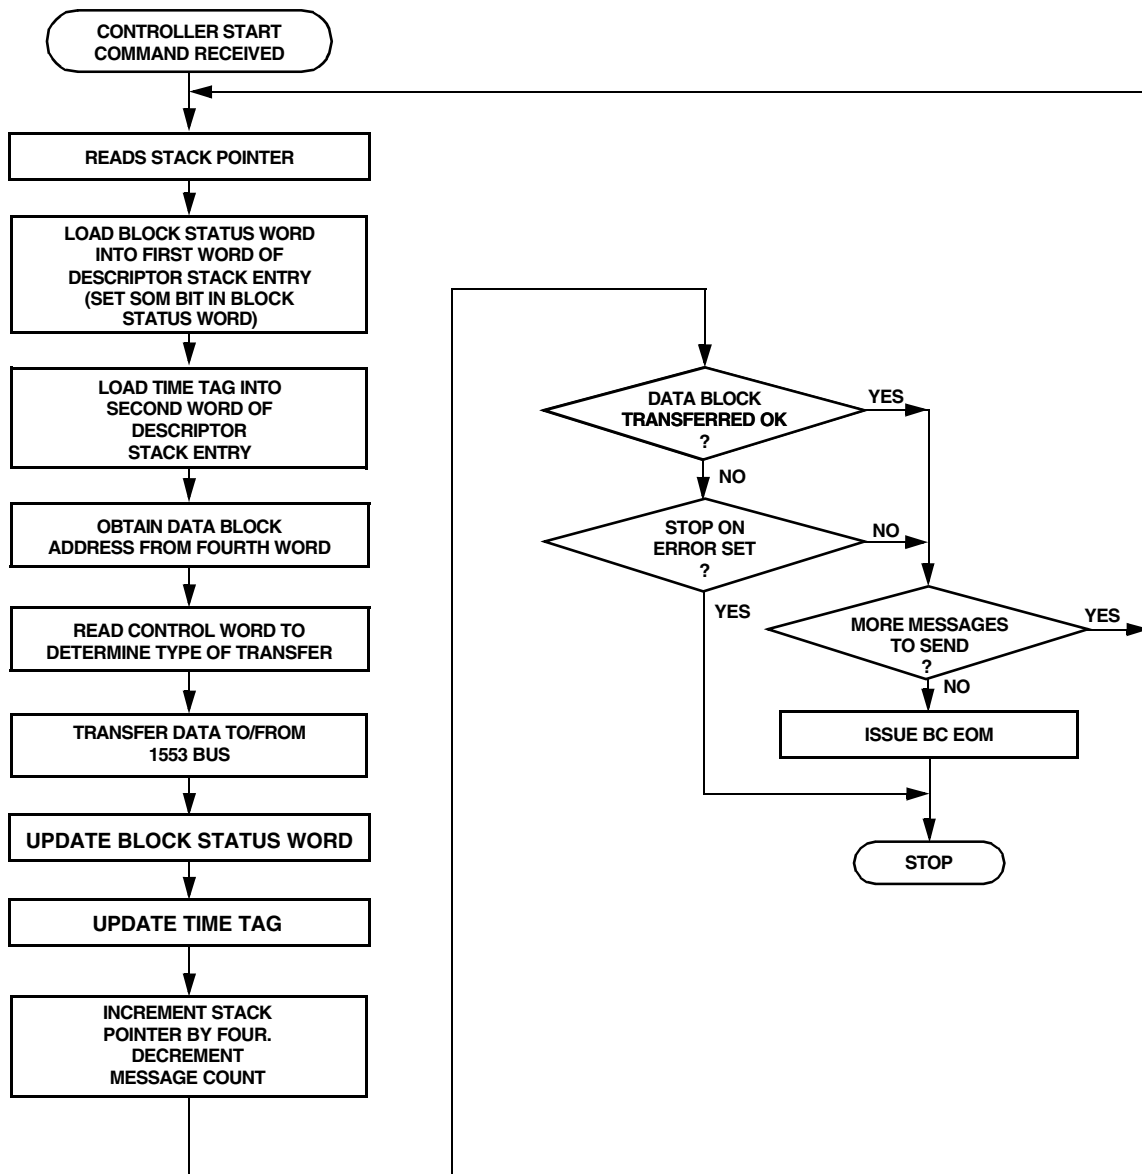 CONTROLLER START
COMMAND RECEIVED
READS STACK POINTER
LOAD BLOCK STATUS WORD
INTO FIRST WORD OF
DESCRIPTOR STACK ENTRY
(SET SOM BIT IN BLOCK
STATUS WORD)
LOAD TIME TAG INTO
SECOND WORD OF
DESCRIPTOR
STACK ENTRY
OBTAIN DATA BLOCK
ADDRESS FROM FOURTH WORD
READ CONTROL WORD TO
DETERMINE TYPE OF TRANSFER
TRANSFER DATA TO/FROM
1553 BUS
UPDATE BLOCK STATUS WORD
UPDATE TIME TAG
INCREMENT STACK
POINTER BY FOUR.
DECREMENT
MESSAGE COUNT
DATA BLOCK
TRANSFERRED OK
?
YES
NO
STOP ON
ERROR SET
?
NO
YES
MORE MESSAGES
TO SEND
?
YES
NO
ISSUE BC EOM
STOP